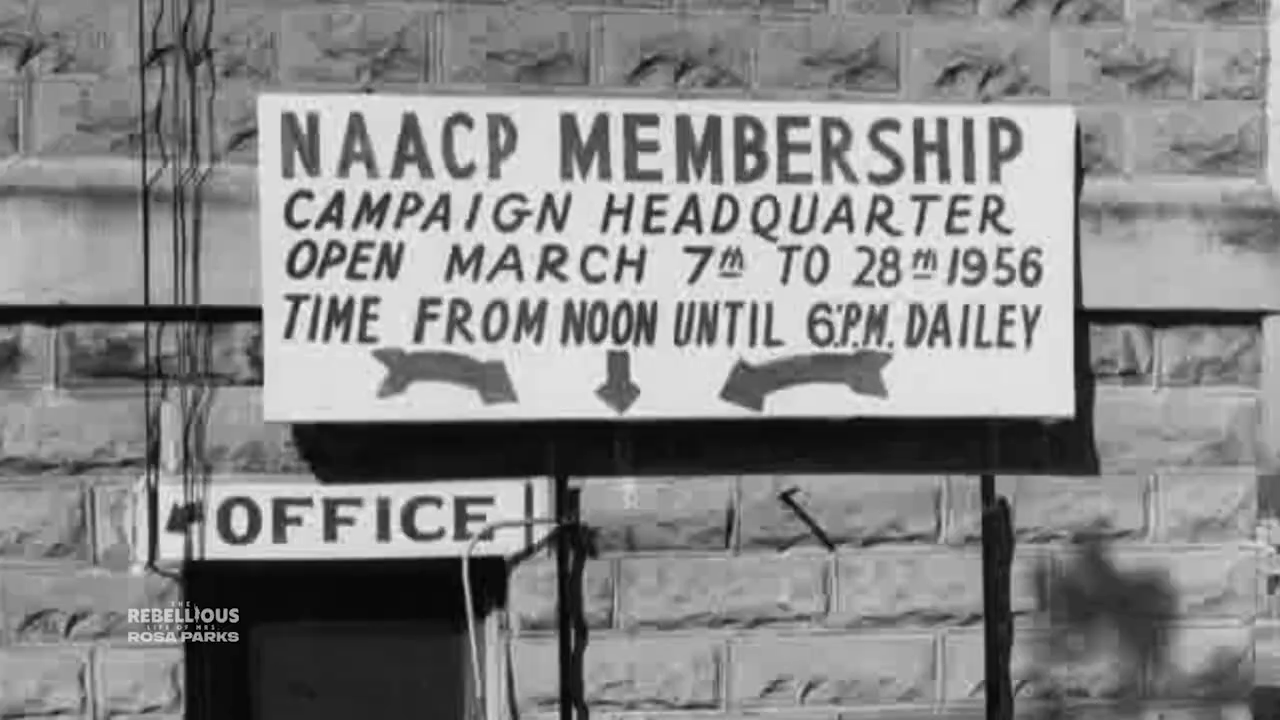 NAACP MEMBERSHIP
CAMPAIGN HEADQUARTER
OPEN MARCH 7th TO 28th 1956
TIME FROM NOON UNTIL 6:P.M. DAILEY
OFFICE
THE
REBELLIOUS
LIFE OF MRS.
ROSA PARKS